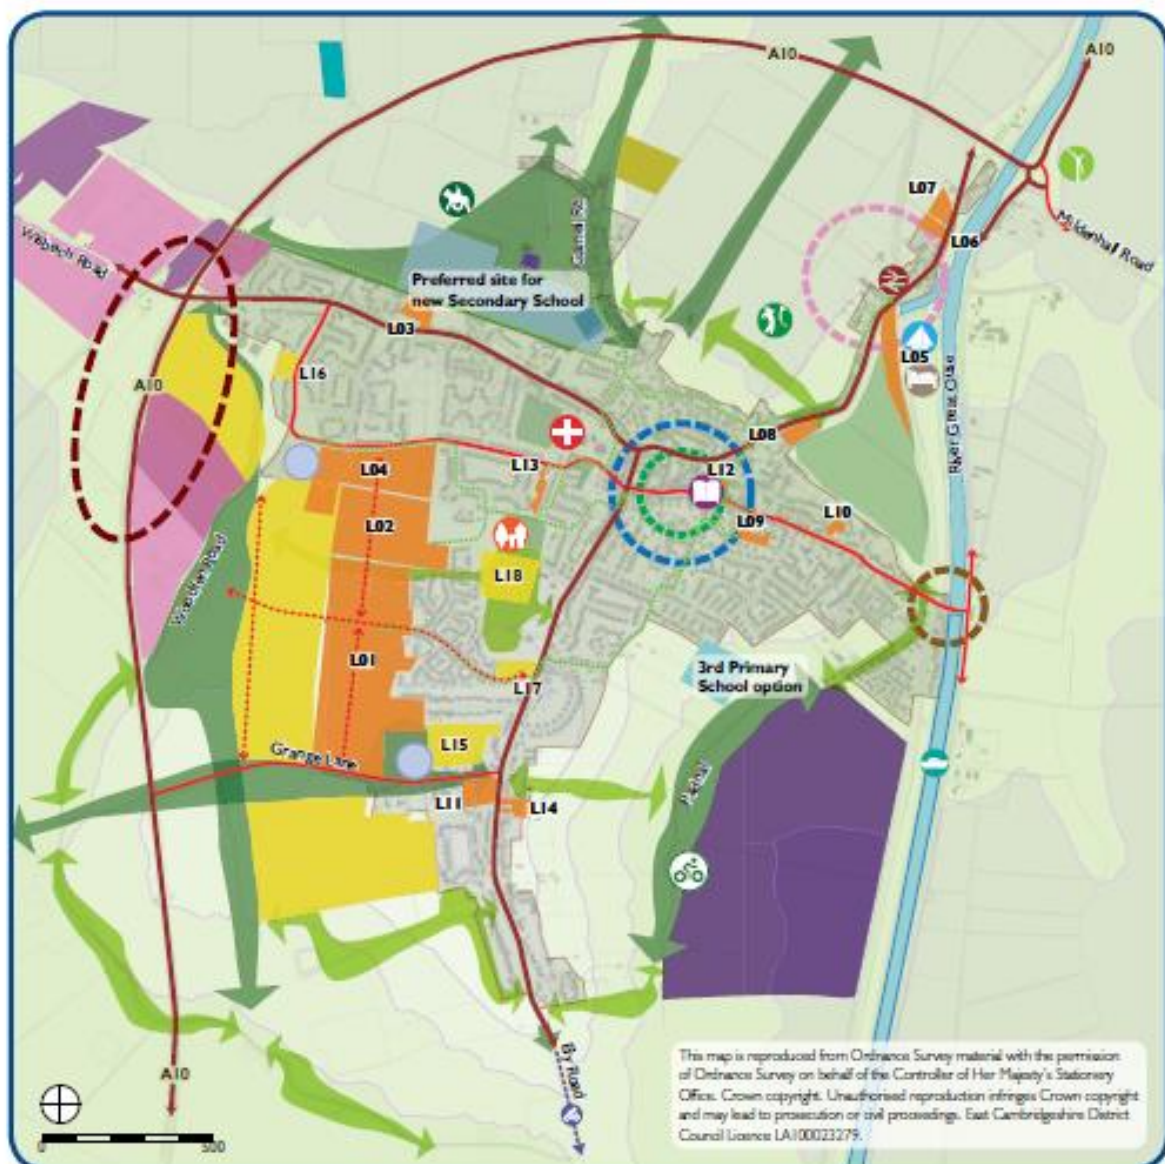 A10
A10
L07
Mildenhall Road
L06
Wisbech Road
Preferred site for
new Secondary School
L03
L05
River Great Ouse
A10
L16
L08
L04
L13
L12
L02
L09
L10
L18
L01
3rd Primary
School option
L17
Grange Lane
L15
L11
L14
This map is reproduced from Ordnance Survey material with the permission
of Ordnance Survey on behalf of the Controller of Her Majesty's Stationery
Office. Crown copyright. Unauthorised reproduction infringes Crown copyright
and may lead to prosecution or civil proceedings. East Cambridgeshire District
Council Licence LA100023279.
A10
0
500